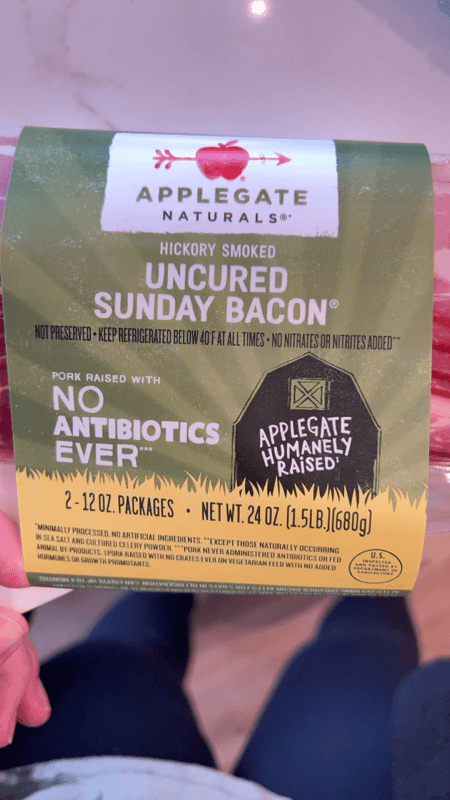 APPLEGATE
NATURALS®*
HICKORY SMOKED
UNCURED
SUNDAY BACON®
NOT PRESERVED • KEEP REFRIGERATED BELOW 40°F AT ALL TIMES • NO NITRATES OR NITRITES ADDED**
PORK RAISED WITH
NO
ANTIBIOTICS
EVER***
APPLEGATE
HUMANELY
RAISED‡
2 - 12 OZ. PACKAGES • NET WT. 24 OZ. (1.5LB.)(680g)
*MINIMALLY PROCESSED, NO ARTIFICIAL INGREDIENTS. **EXCEPT THOSE NATURALLY OCCURRING
IN SEA SALT AND CULTURED CELERY POWDER. ***PORK NEVER ADMINISTERED ANTIBIOTICS OR FED
ANIMAL BY-PRODUCTS. ‡PORK RAISED WITH NO CRATES EVER ON VEGETARIAN FEED WITH NO ADDED
HORMONES OR GROWTH PROMOTANTS.
U.S.
INSPECTED
AND PASSED BY
DEPARTMENT OF
AGRICULTURE